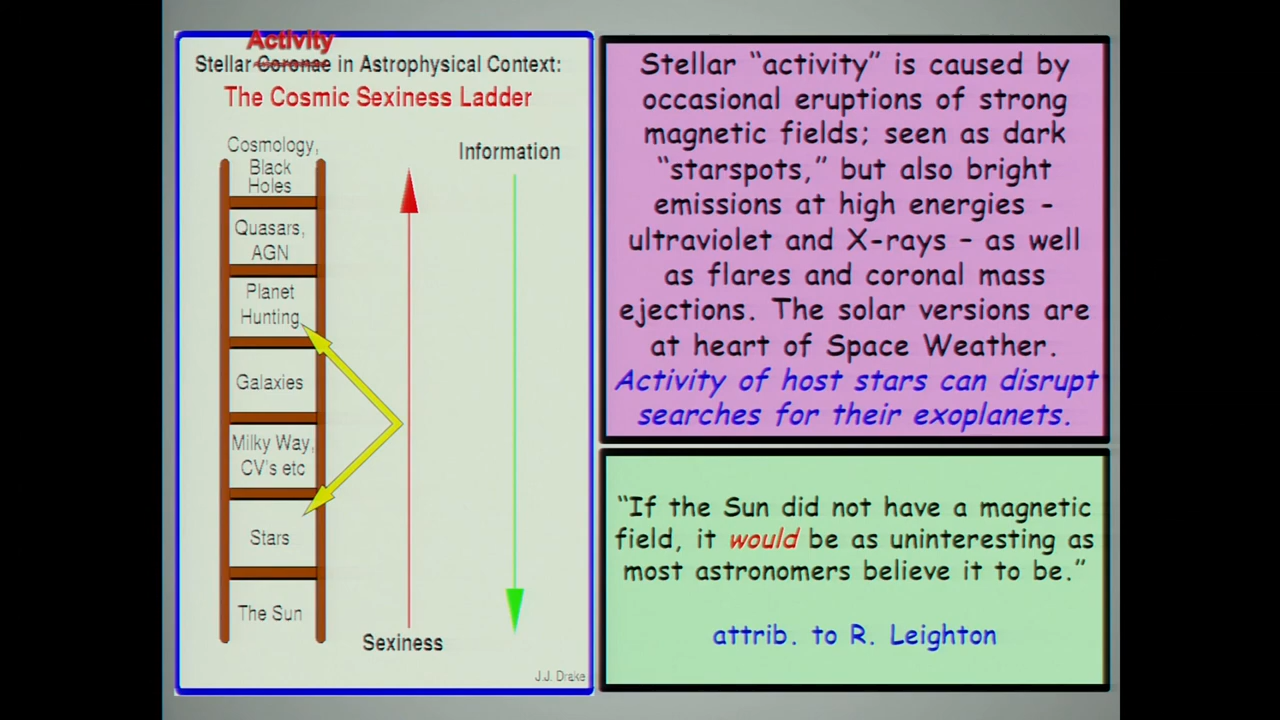 Activity
Stellar Coronae in Astrophysical Context:
The Cosmic Sexiness Ladder
Cosmology,
Black
Holes
Quasars,
AGN
Planet
Hunting
Galaxies
Milky Way,
CV's etc
Stars
The Sun
Information
Sexiness
J.J. Drake
Stellar “activity” is caused by
occasional eruptions of strong
magnetic fields; seen as dark
“starspots,” but also bright
emissions at high energies –
ultraviolet and X-rays – as well
as flares and coronal mass
ejections. The solar versions are
at heart of Space Weather.
Activity of host stars can disrupt
searches for their exoplanets.
“If the Sun did not have a magnetic
field, it would be as uninteresting as
most astronomers believe it to be.”
attrib. to R. Leighton